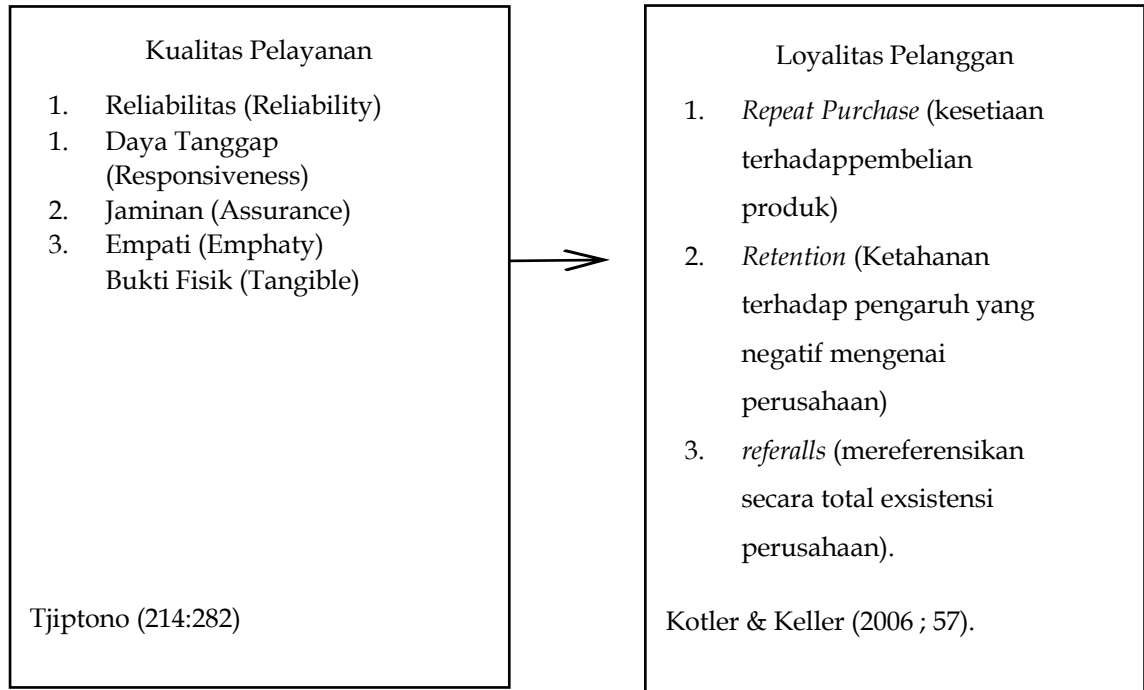 Kualitas Pelayanan
1. Reliabilitas (Reliability)
1. Daya Tanggap
(Responsiveness)
2. Jaminan (Assurance)
3. Empati (Emphaty)
Bukti Fisik (Tangible)
Tjiptono (214:282)
Loyalitas Pelanggan
1. Repeat Purchase (kesetiaan
terhadappembelian
produk)
2. Retention (Ketahanan
terhadap pengaruh yang
negatif mengenai
perusahaan)
3. referalls (mereferensikan
secara total exsistensi
perusahaan).
Kotler & Keller (2006 ; 57).